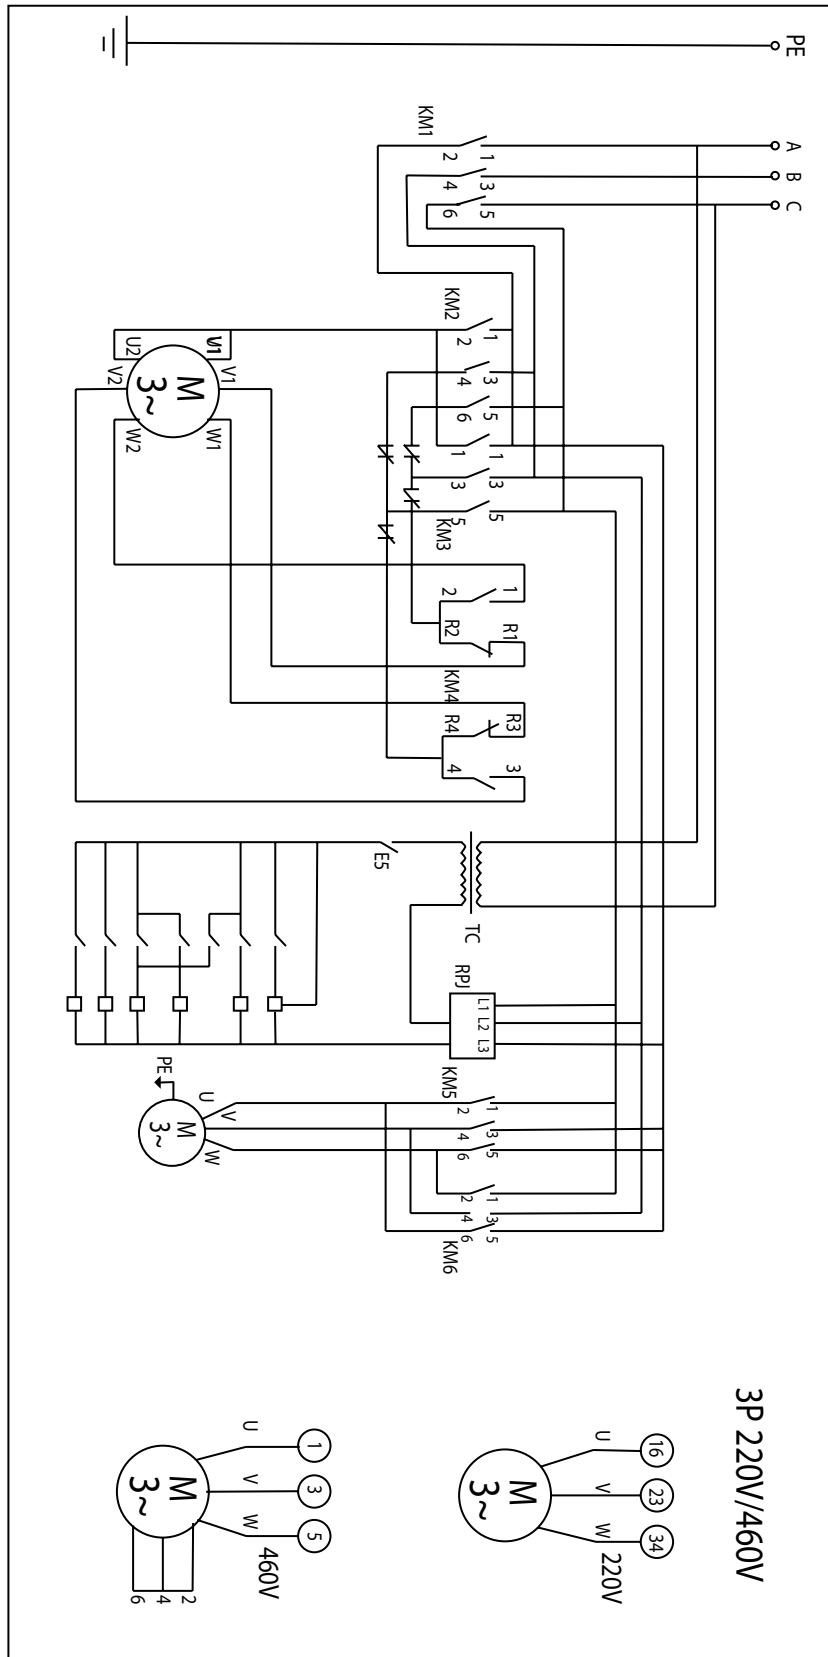 PE
A
B
C
KM1
1
2
3
4
5
6
KM2
1
2
3
4
5
6
1
1
3
3
5
5
KM3
U2
U1
V2
V1
W2
W1
M
3~
1
2
R1
R2
KM4
R3
R4
3
4
E5
TC
RPJ
L1
L2
L3
PE
U
V
W
M
3~
KM5
1
2
3
4
5
6
1
2
3
4
5
6
KM6
3P 220V/460V
16
23
34
U
V
W
M
3~
220V
1
3
5
U
V
W
M
3~
460V
2
4
6